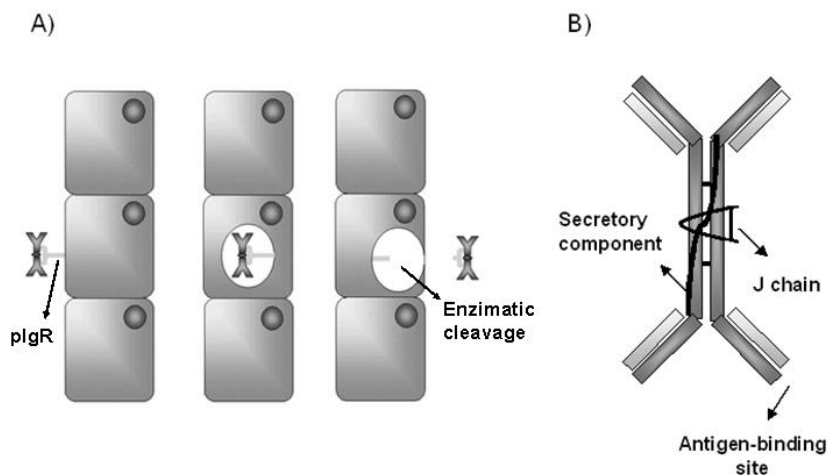 A)
pIgR
Enzimatic
cleavage
B)
Secretory
component
J chain
Antigen-binding
site